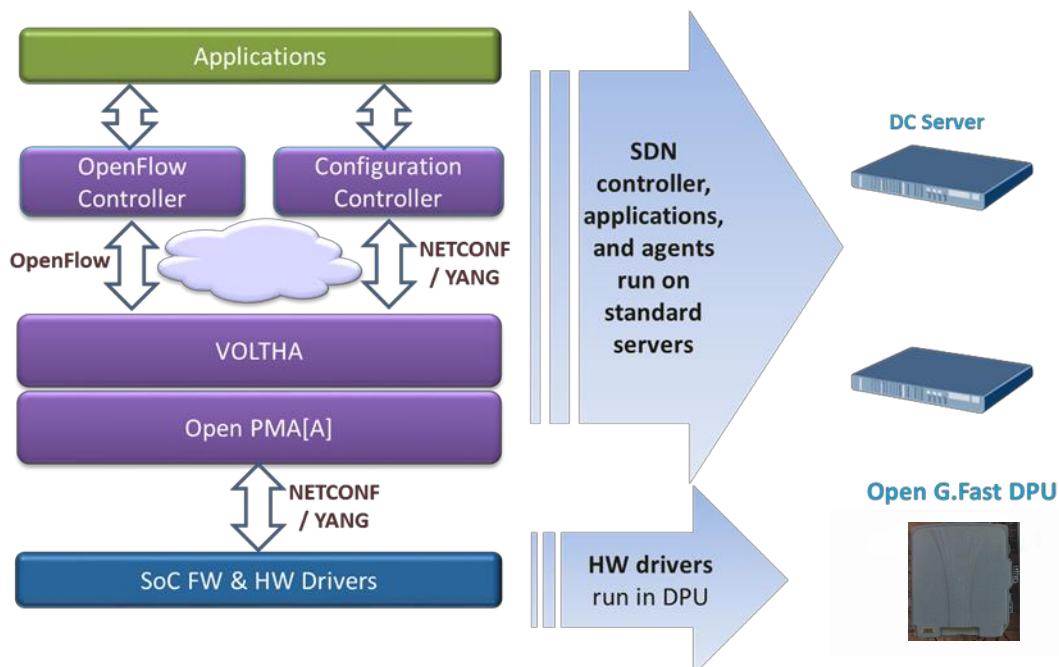 Applications
OpenFlow
Controller
Configuration
Controller
OpenFlow
NETCONF
/ YANG
VOLTHA
Open PMA[A]
NETCONF
/ YANG
SoC FW & HW Drivers
SDN
controller,
applications,
and agents
run on
standard
servers
HW drivers
run in DPU
DC Server
Open G.Fast DPU